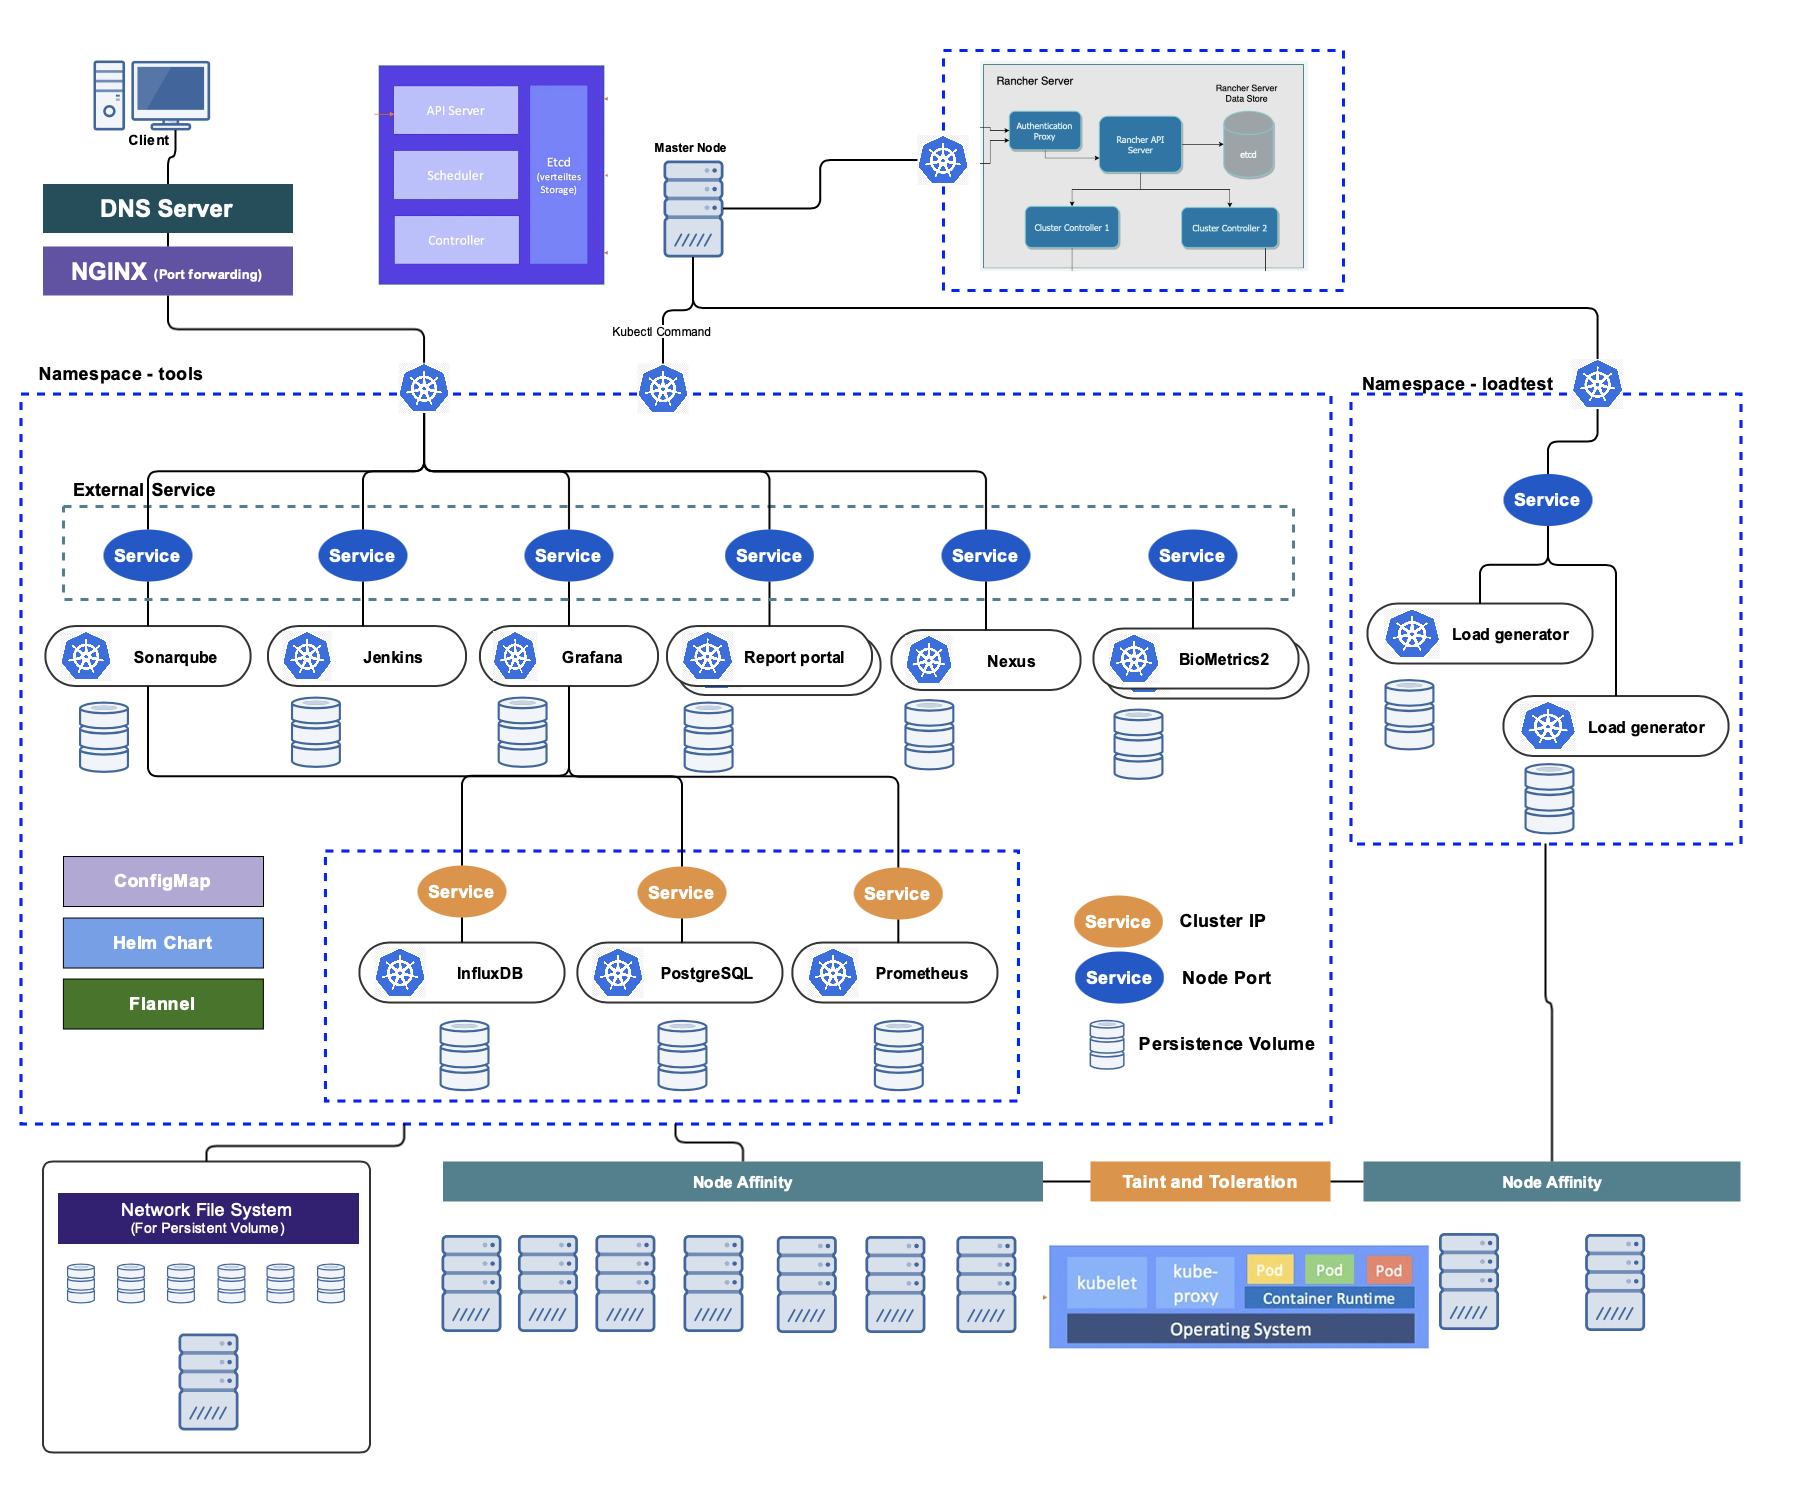 Client
DNS Server
NGINX (Port forwarding)
API Server
Scheduler
Controller
Etcd
(verteiltes
Storage)
Master Node
Rancher Server
Rancher Server
Data Store
Authentication
Proxy
Rancher API
Server
etcd
Cluster Controller 1
Cluster Controller 2
Kubectl Command
Namespace - tools
Namespace - loadtest
External Service
Service
Service
Service
Service
Service
Service
Service
Sonarqube
Jenkins
Grafana
Report portal
Nexus
BioMetrics2
Load generator
Load generator
ConfigMap
Helm Chart
Flannel
Service
Service
Service
InfluxDB
PostgreSQL
Prometheus
Service
Cluster IP
Service
Node Port
Persistence Volume
Network File System
(For Persistent Volume)
Node Affinity
Taint and Toleration
Node Affinity
kubelet
kube-
proxy
Pod
Pod
Pod
Container Runtime
Operating System